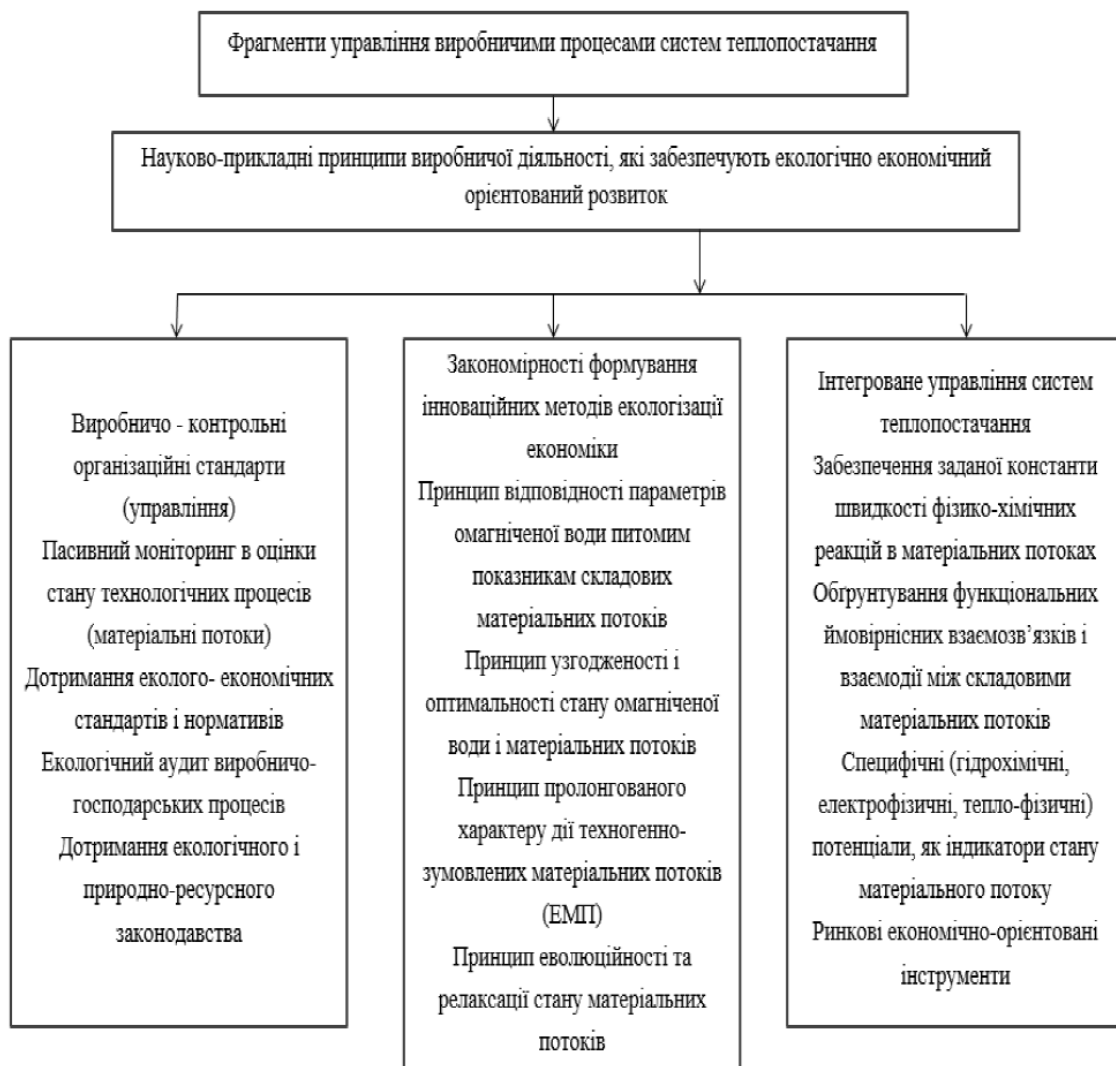 Фрагменти управління виробничими процесами систем теплопостачання
Науково-прикладні принципи виробничої діяльності, які забезпечують екологічно економічний
орієнтований розвиток
Виробничо - контрольні
організаційні стандарти
(управління)
Пасивний моніторинг в оцінки
стану технологічних процесів
(матеріальні потоки)
Дотримання еколого- економічних
стандартів і нормативів
Екологічний аудит виробничо-
господарських процесів
Дотримання екологічного і
природно-ресурсного
законодавства
Закономірності формування
інноваційних методів екологізації
економіки
Принцип відповідності параметрів
омагніченої води питомим
показникам складових
матеріальних потоків
Принцип узгодженості і
оптимальності стану омагніченої
води і матеріальних потоків
Принцип пролонгованого
характеру дії техногенно-
зумовлених матеріальних потоків
(ЕМП)
Принцип еволюційності та
релаксації стану матеріальних
потоків
Інтегроване управління систем
теплопостачання
Забезпечення заданої константи
швидкості фізико-хімічних
реакцій в матеріальних потоках
Обґрунтування функціональних
ймовірнісних взаємозв’язків і
взаємодії між складовими
матеріальних потоків
Специфічні (гідрохімічні,
електрофізичні, тепло-фізичні)
потенціали, як індикатори стану
матеріального потоку
Ринкові економічно-орієнтовані
інструменти